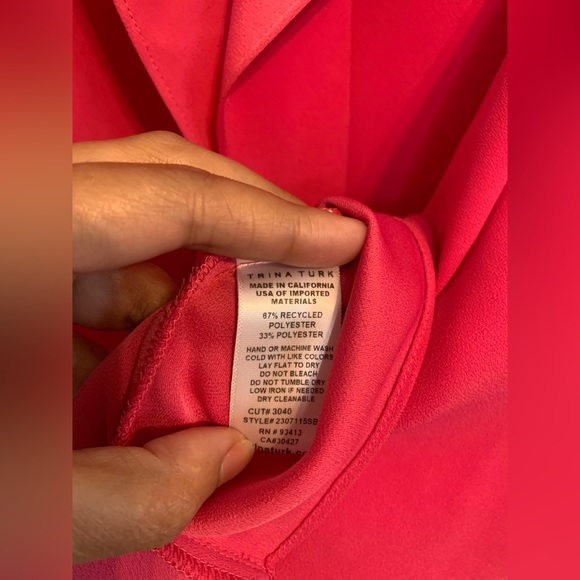 TRINA TURK
MADE IN CALIFORNIA
USA OF IMPORTED
MATERIALS
67% RECYCLED
POLYESTER
33% POLYESTER
HAND OR MACHINE WASH
COLD WITH LIKE COLORS
LAY FLAT TO DRY
DO NOT BLEACH
DO NOT TUMBLE DRY
LOW IRON IF NEEDED
DRY CLEANABLE
CUT# 3040
STYLE# 2307115SB
RN # 93413
CA#30427